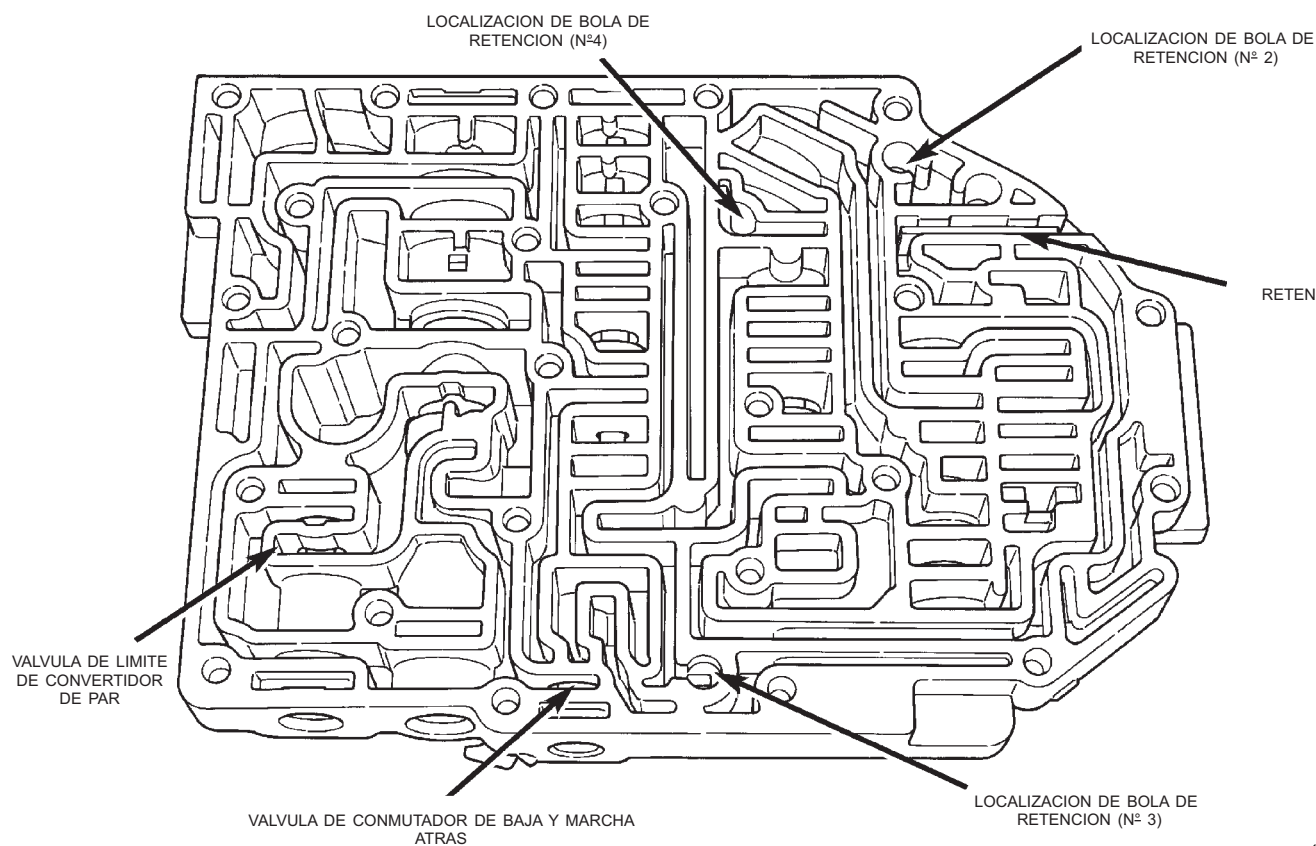 LOCALIZACION DE BOLA DE
RETENCION (Nº4)
LOCALIZACION DE BOLA DE
RETENCION (Nº 2)
RETEN
VALVULA DE LIMITE
DE CONVERTIDOR
DE PAR
VALVULA DE CONMUTADOR DE BAJA Y MARCHA
ATRAS
LOCALIZACION DE BOLA DE
RETENCION (Nº 3)